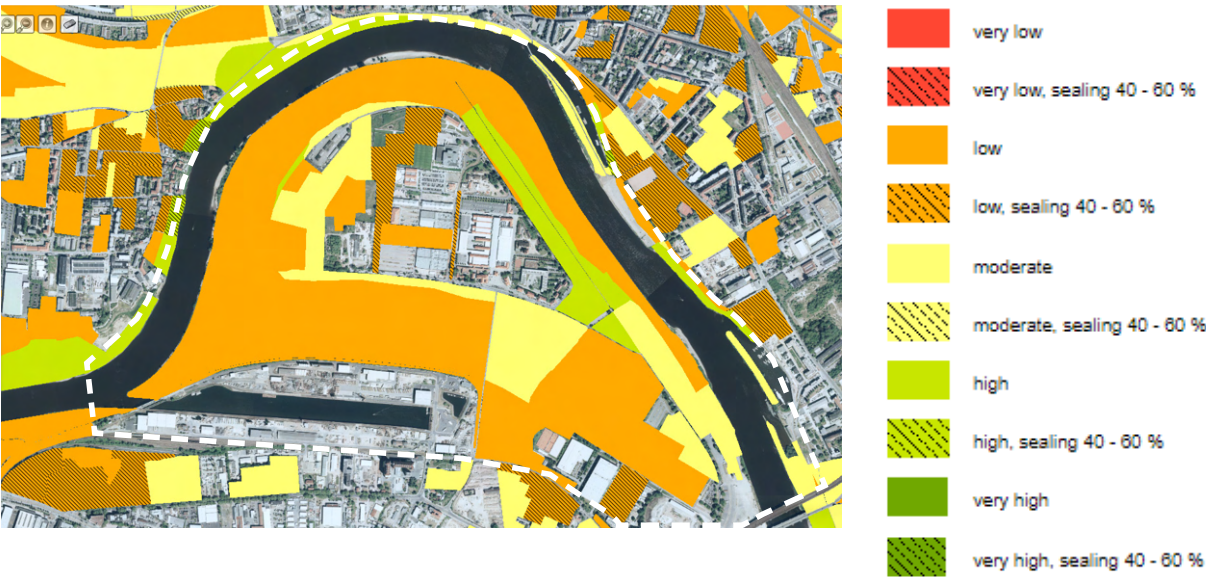 very low
very low, sealing 40 - 60 %
low
low, sealing 40 - 60 %
moderate
moderate, sealing 40 - 60 %
high
high, sealing 40 - 60 %
very high
very high, sealing 40 - 60 %